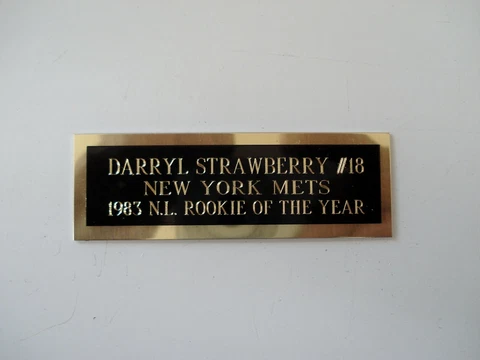 DARRYL STRAWBERRY #18
NEW YORK METS
1983 N.L. ROOKIE OF THE YEAR